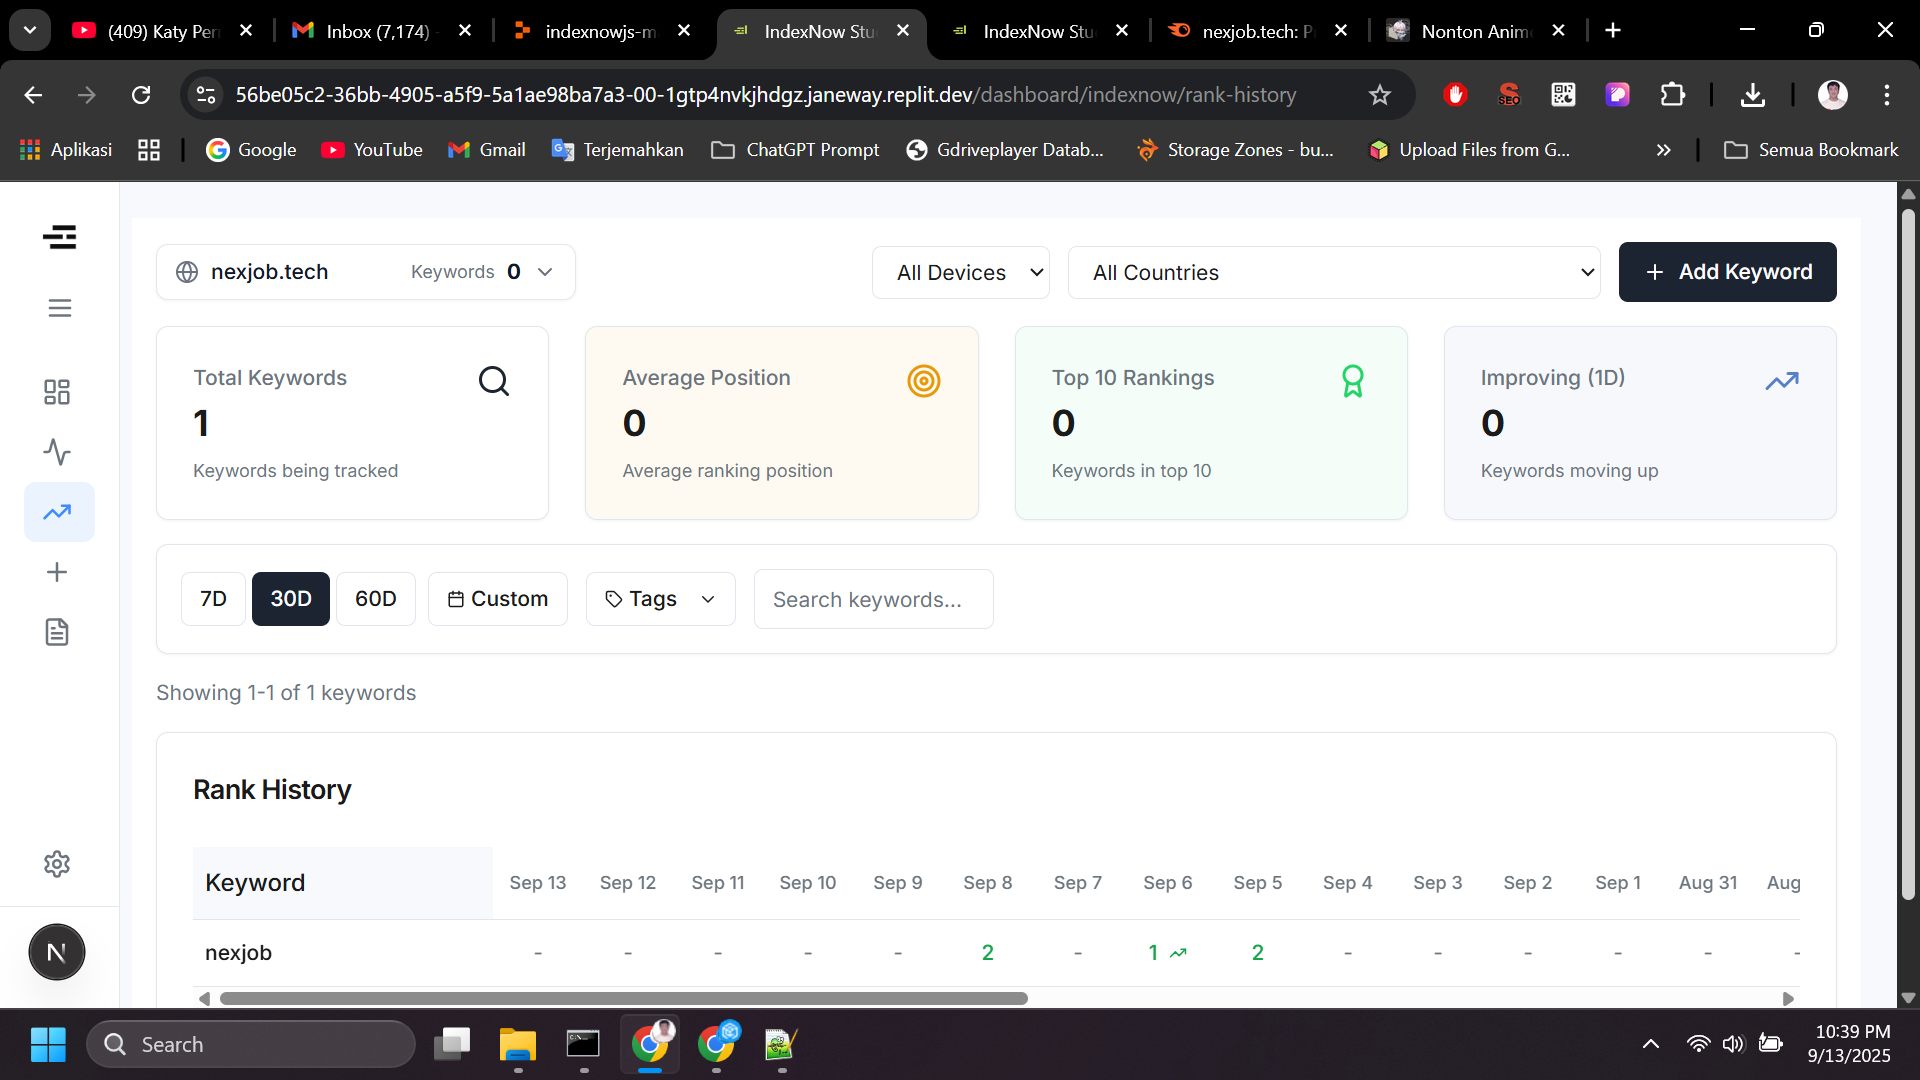 (409) Katy Per
Inbox (7,174)
indexnowjs-m
IndexNow Stu
IndexNow Stu
nexjob.tech: P
Nonton Anim
56be05c2-36bb-4905-a5f9-5a1ae98ba7a3-00-1gtp4nvkjhdgz.janeway.replit.dev/dashboard/indexnow/rank-history
SEO
Aplikasi
Google
YouTube
Gmail
Terjemahkan
ChatGPT Prompt
Gdriveplayer Datab...
Storage Zones - bu...
Upload Files from G...
Semua Bookmark
nexjob.tech
Keywords 0
All Devices
All Countries
+ Add Keyword
Total Keywords
1
Keywords being tracked
Average Position
0
Average ranking position
Top 10 Rankings
0
Keywords in top 10
Improving (1D)
0
Keywords moving up
7D
30D
60D
Custom
Tags
Search keywords...
Showing 1-1 of 1 keywords
Rank History
Keyword Sep 13 Sep 12 Sep 11 Sep 10 Sep 9 Sep 8 Sep 7 Sep 6 Sep 5 Sep 4 Sep 3 Sep 2 Sep 1 Aug 31 Aug
nexjob - - - - - 2 - 1 2 - - - - - -
N
Search
10:39 PM
9/13/2025